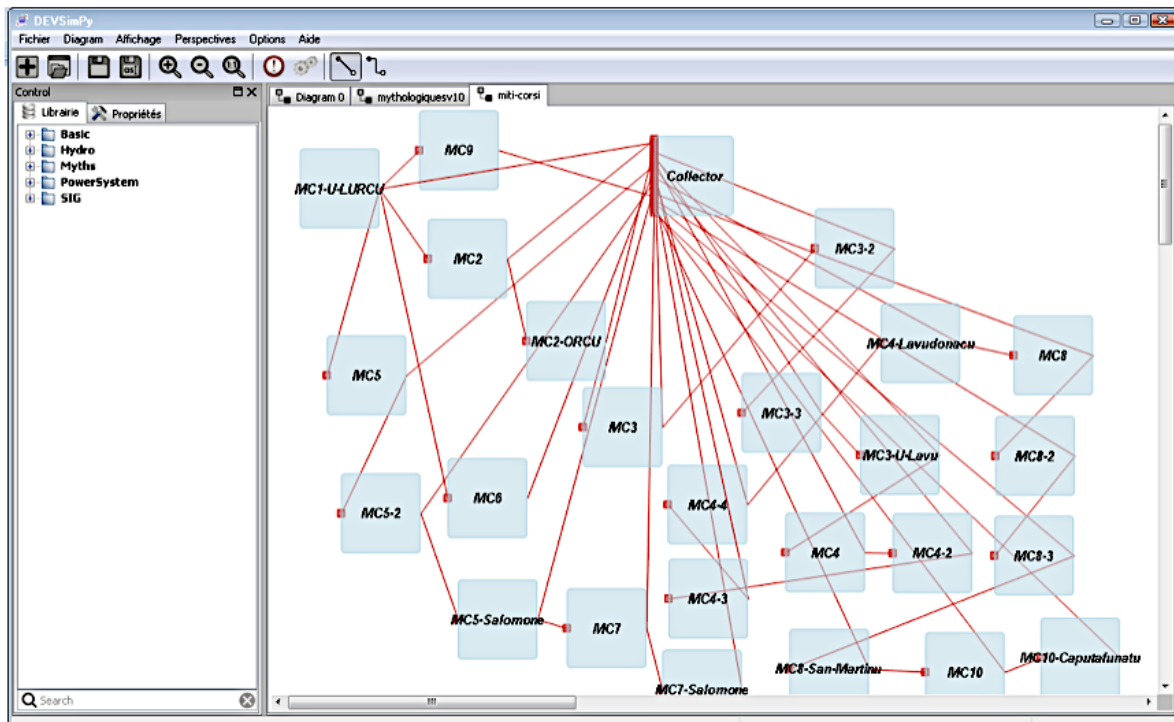 DEVSimPy
Fichier Diagram Affichage Perspectives Options Aide
Control
Librairie Propriétés
Basic
Hydro
Myths
PowerSystem
SIG
Search
Diagram 0 mythologiquesv10 miti-corsi
MC9
MC1-U-LURCU
Collector
MC2
MC3-2
MC2-ORCU
MC4-Lavudonacu
MC8
MC5
MC3
MC3-3
MC3-U-Lavu
MC8-2
MC5-2
MC6
MC4-4
MC4
MC4-2
MC8-3
MC4-3
MC5-Salomone
MC7
MC8-San-Martinu
MC10
MC10-Caputafunatu
MC7-Salomone